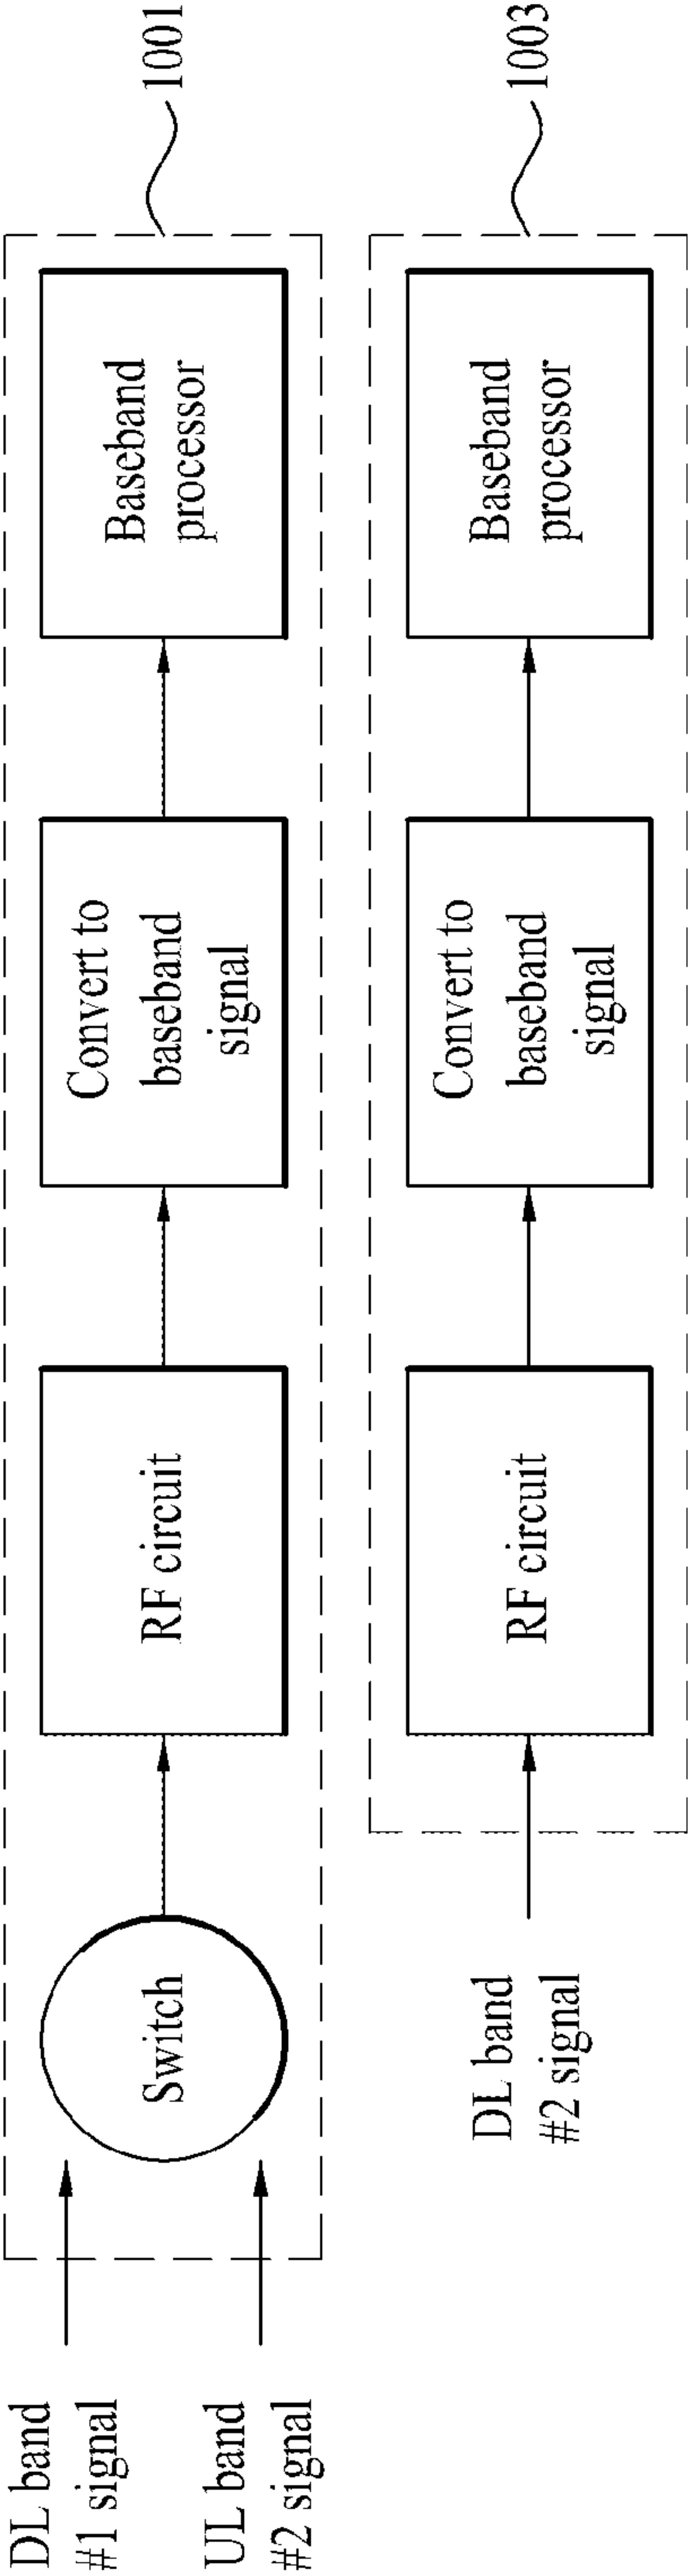 DL band
#1 signal
UL band
#2 signal
Switch
RF circuit
Convert to
baseband
signal
Baseband
processor
1001
DL band
#2 signal
RF circuit
Convert to
baseband
signal
Baseband
processor
1003